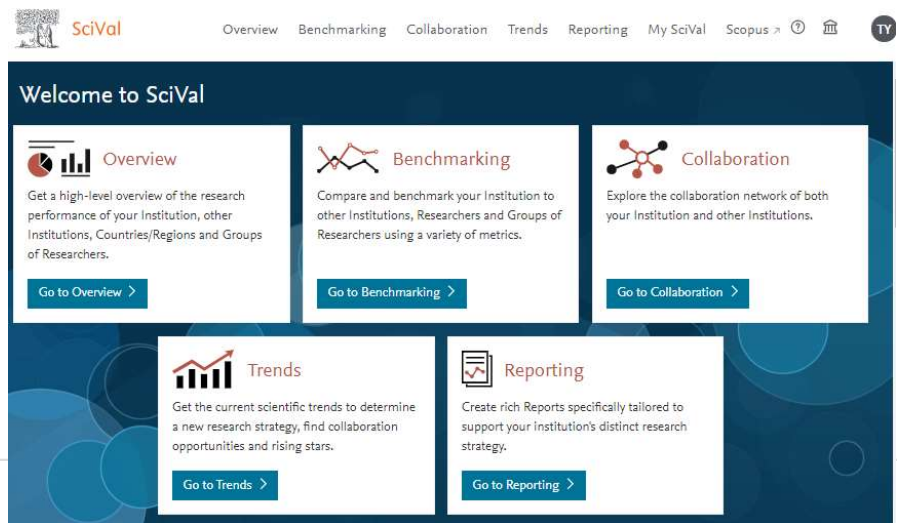 SciVal
Overview Benchmarking Collaboration Trends Reporting My SciVal Scopus ↗ ? TY
Welcome to SciVal
Overview
Get a high-level overview of the research
performance of your Institution, other
Institutions, Countries/Regions and Groups
of Researchers.
Go to Overview >
Benchmarking
Compare and benchmark your Institution to
other Institutions, Researchers and Groups of
Researchers using a variety of metrics.
Go to Benchmarking >
Collaboration
Explore the collaboration network of both
your Institution and other Institutions.
Go to Collaboration >
Trends
Get the current scientific trends to determine
a new research strategy, find collaboration
opportunities and rising stars.
Go to Trends >
Reporting
Create rich Reports specifically tailored to
support your institution's distinct research
strategy.
Go to Reporting >